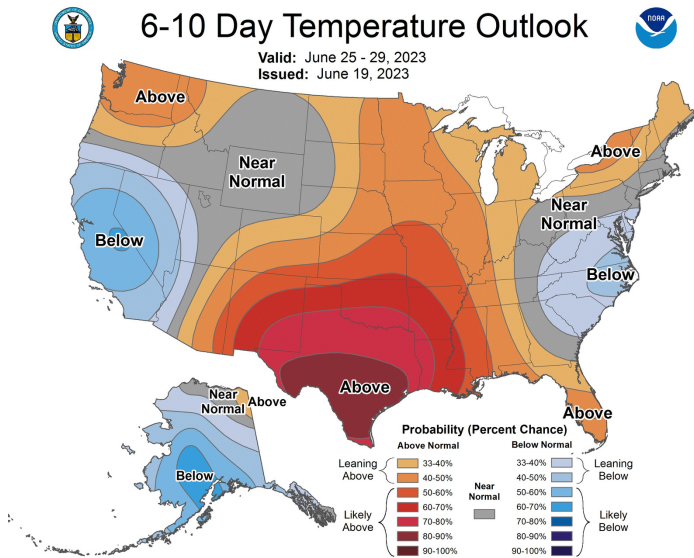 6-10 Day Temperature Outlook
NOAA
Valid: June 25 - 29, 2023
Issued: June 19, 2023
Above
Near
Normal
Above
Near
Normal
Below
Below
Above
Above
Near
Normal
Above
Below
Probability (Percent Chance)
Above Normal
Below Normal
Leaning
Above
33-40%
40-50%
Likely
Above
50-60%
60-70%
70-80%
80-90%
90-100%
Near
Normal
33-40%
40-50%
Leaning
Below
50-60%
60-70%
70-80%
80-90%
90-100%
Likely
Below